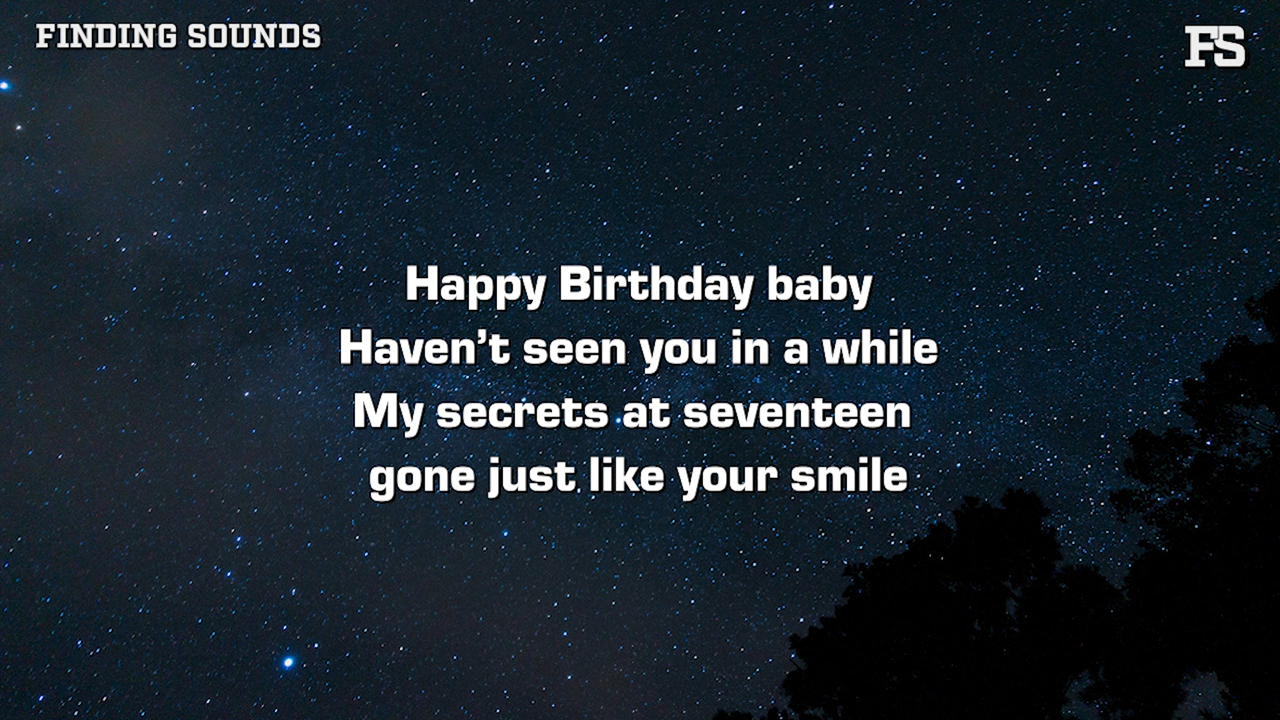 FINDING SOUNDS
FS
Happy Birthday baby
Haven’t seen you in a while
My secrets at seventeen
gone just like your smile